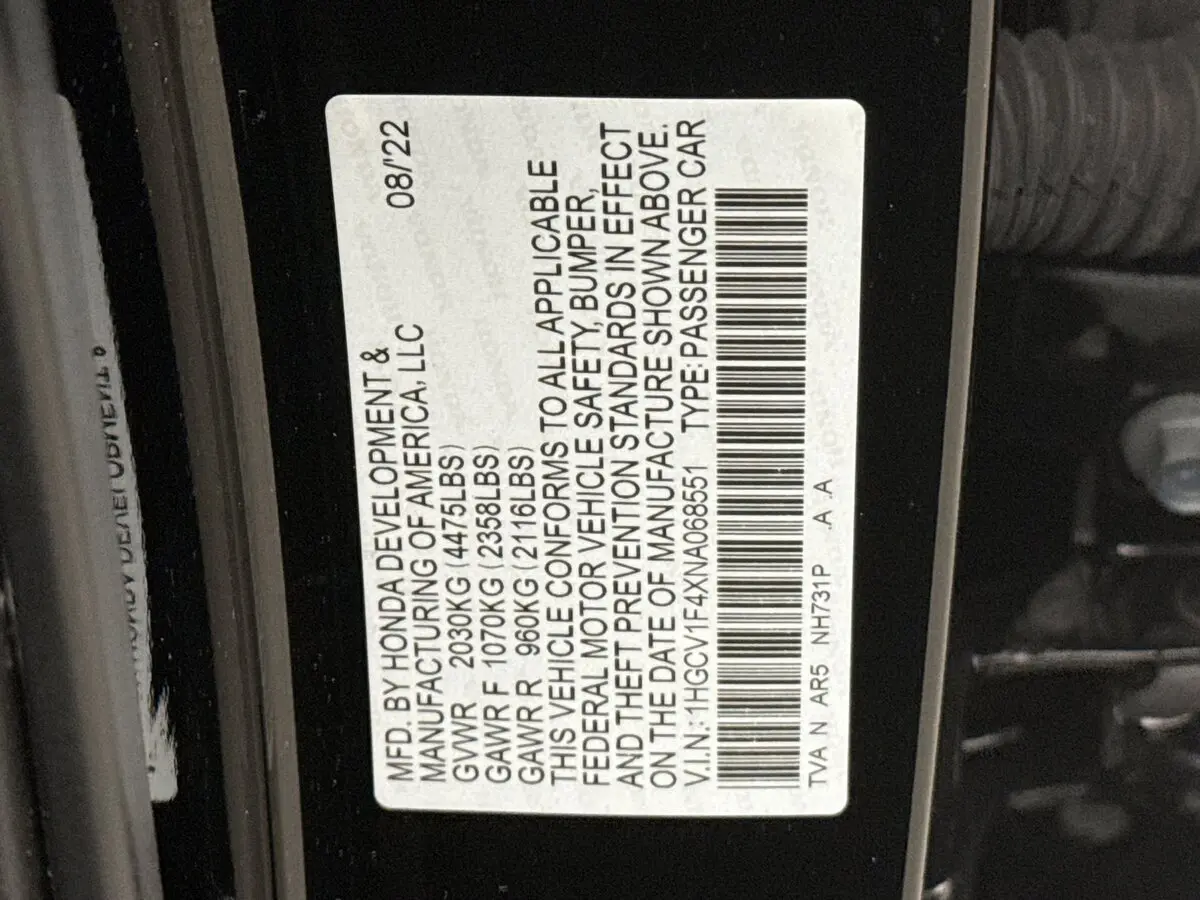 MFD. BY HONDA DEVELOPMENT &
MANUFACTURING OF AMERICA, LLC 08/'22
GVWR 2030KG (4475LBS)
GAWR F 1070KG (2358LBS)
GAWR R 960KG (2116LBS)
THIS VEHICLE CONFORMS TO ALL APPLICABLE
FEDERAL MOTOR VEHICLE SAFETY, BUMPER,
AND THEFT PREVENTION STANDARDS IN EFFECT
ON THE DATE OF MANUFACTURE SHOWN ABOVE.
V.I.N.: 1HGCV1F4XNA068551 TYPE: PASSENGER CAR
TVA N AR5 NH731P .A .A